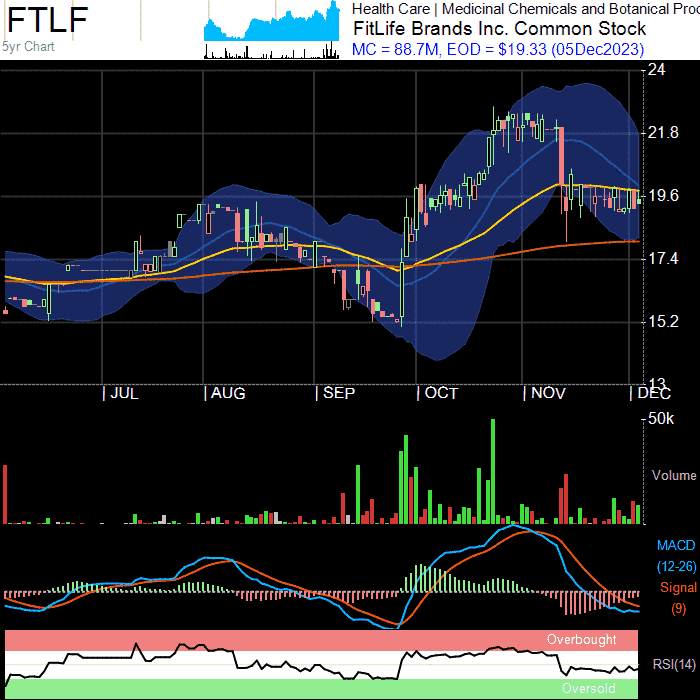 FTLF
5yr Chart
Health Care | Medicinal Chemicals and Botanical Proc
FitLife Brands Inc. Common Stock
MC = 88.7M, EOD = $19.33 (05Dec2023)
24
21.8
19.6
17.4
15.2
13
| JUL | AUG | SEP | OCT | NOV | DEC
50k
Volume
MACD
(12-26)
Signal
(9)
Overbought
RSI(14)
Oversold